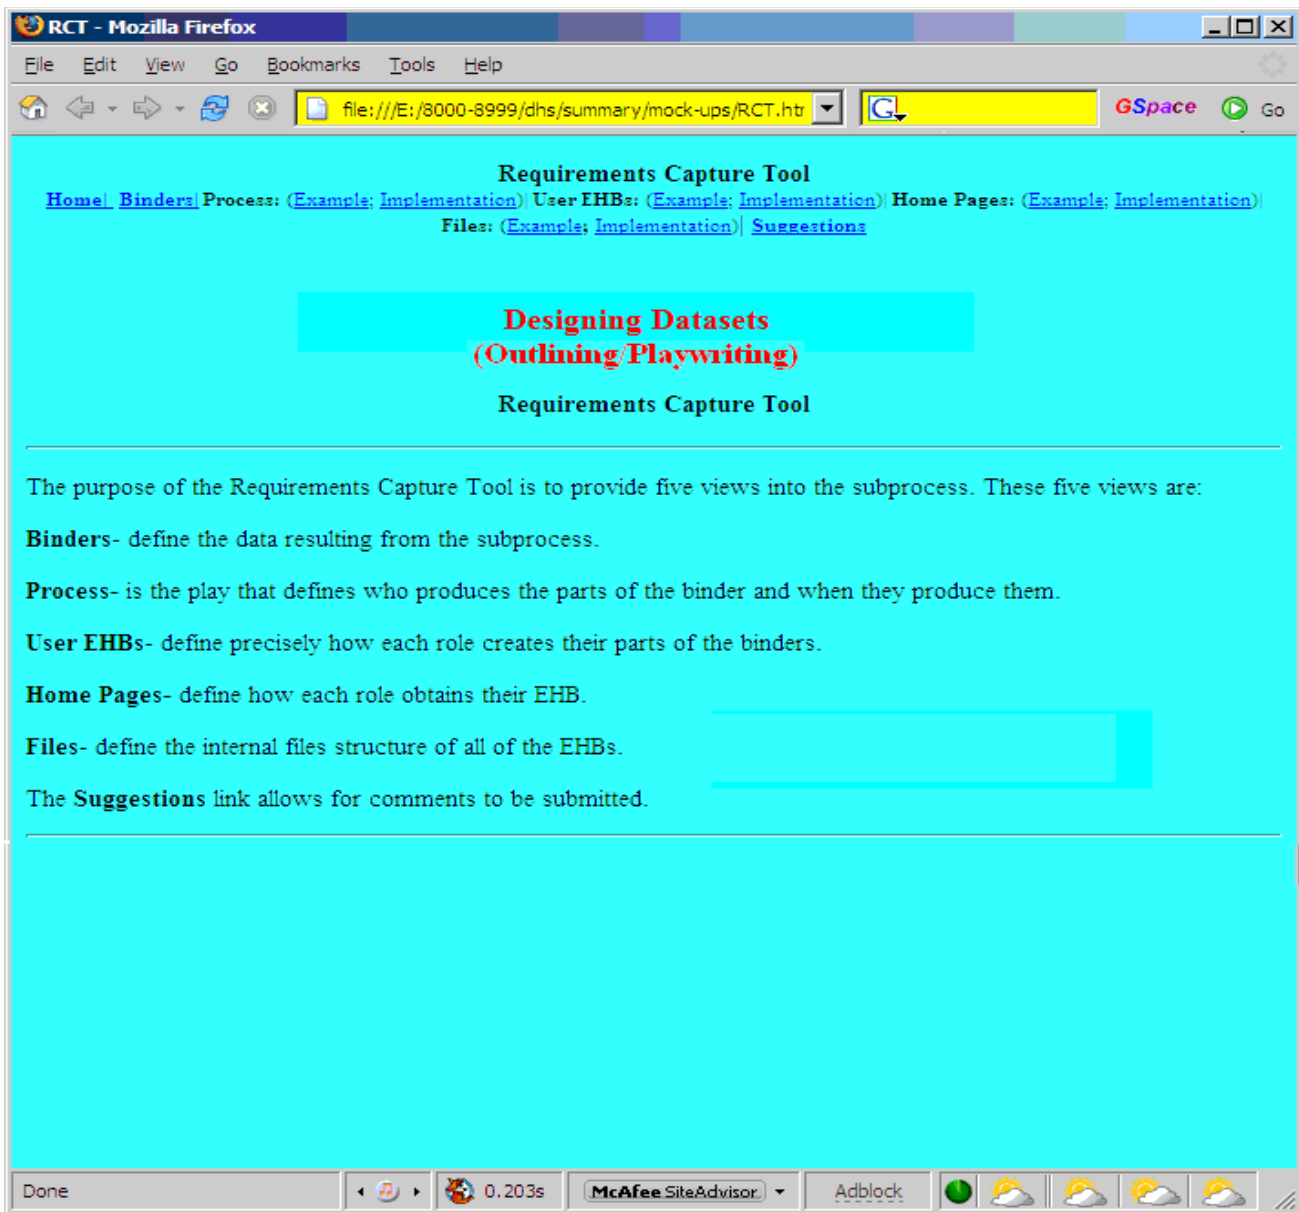 RCT - Mozilla Firefox
File Edit View Go Bookmarks Tools Help
file:///E:/8000-8999/dhs/summary/mock-ups/RCT.htr G GSpace Go
Requirements Capture Tool
Home| Binders| Process: (Example; Implementation)| User EHBs: (Example; Implementation)| Home Pages: (Example; Implementation)|
Files: (Example; Implementation)| Suggestions
Designing Datasets
(Outlining/Playwriting)
Requirements Capture Tool
The purpose of the Requirements Capture Tool is to provide five views into the subprocess. These five views are:
Binders- define the data resulting from the subprocess.
Process- is the play that defines who produces the parts of the binder and when they produce them.
User EHBs- define precisely how each role creates their parts of the binders.
Home Pages- define how each role obtains their EHB.
Files- define the internal files structure of all of the EHBs.
The Suggestions link allows for comments to be submitted.
Done 0.203s McAfee SiteAdvisor Adblock